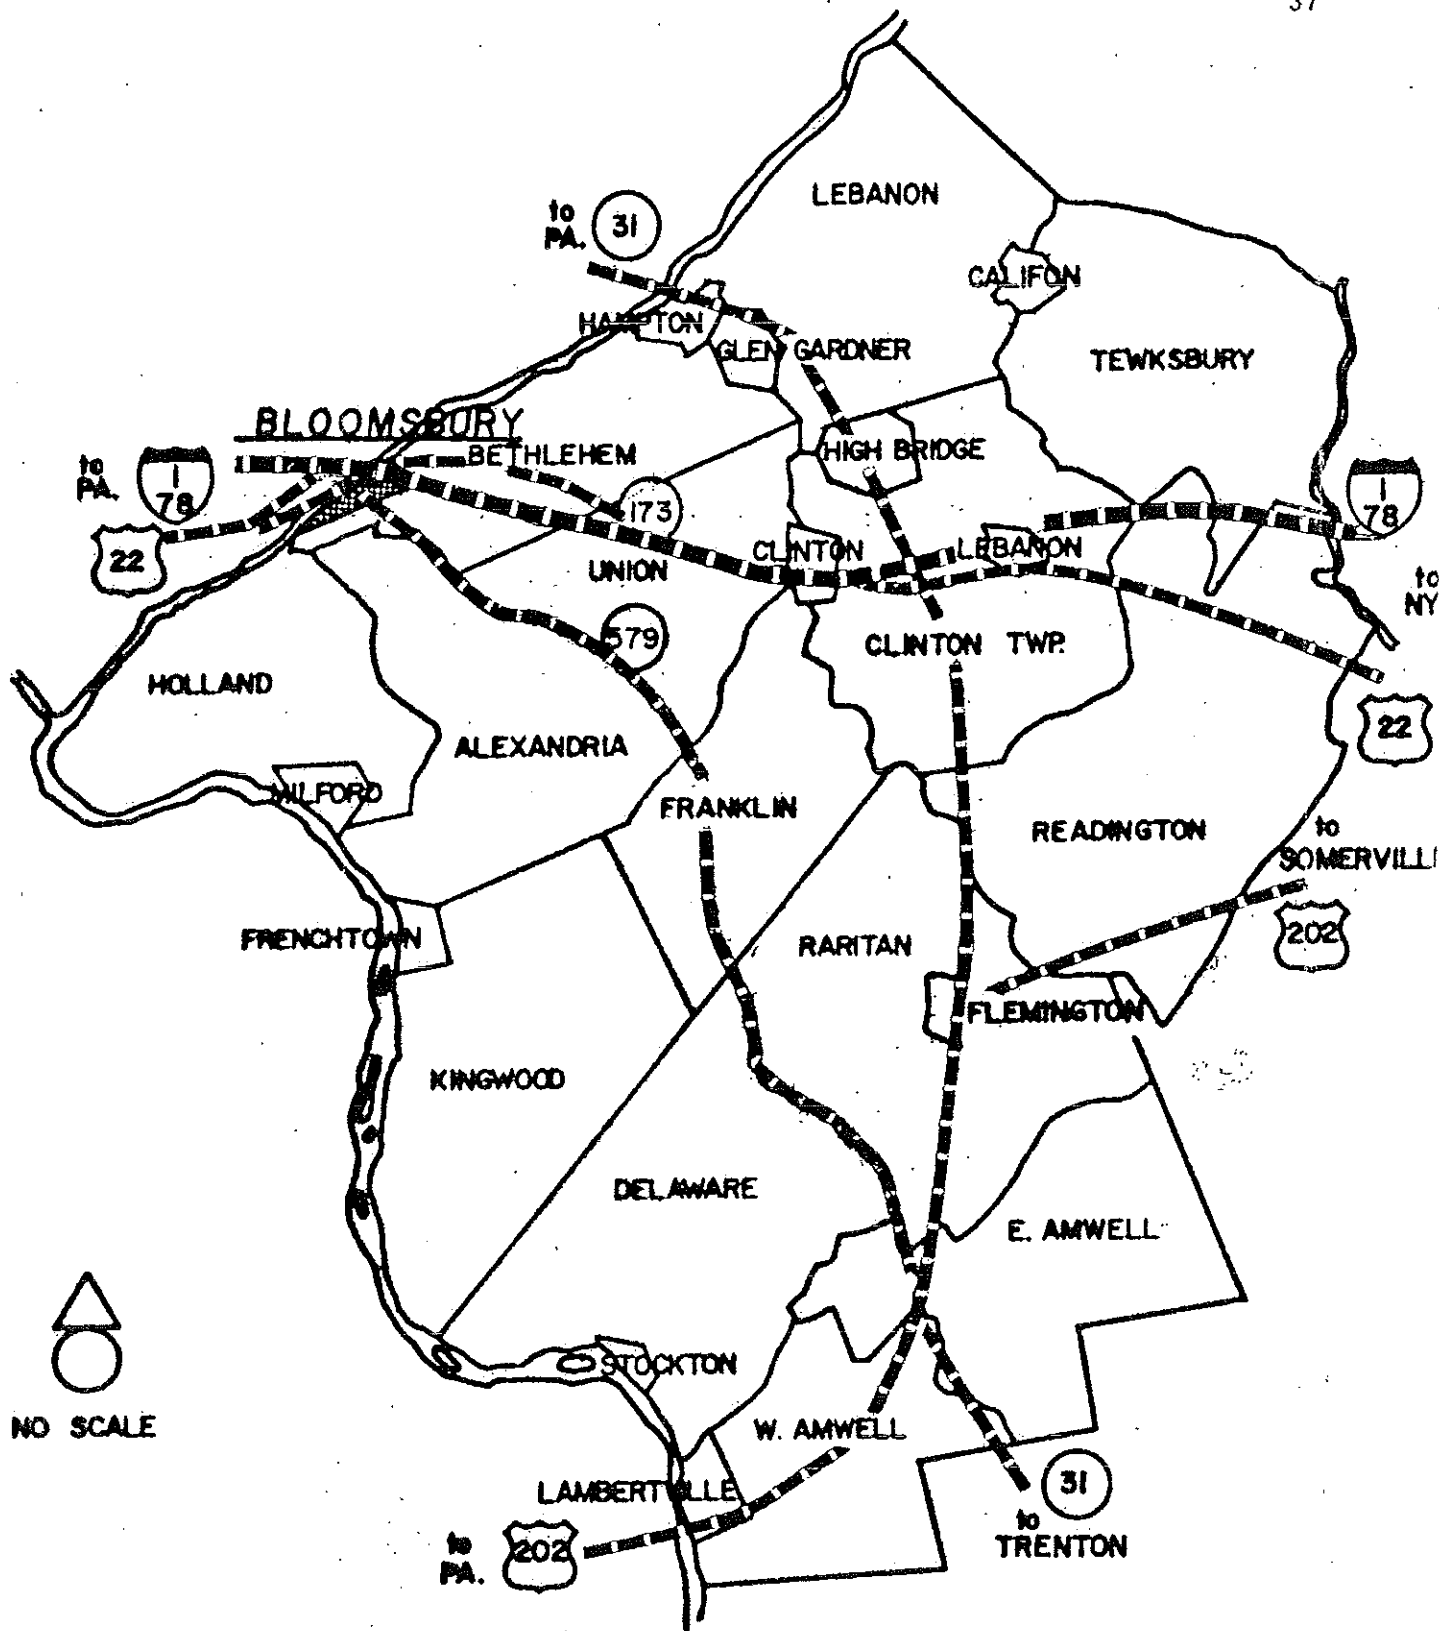 37
LEBANON
to
PA.
31
CALIFON
HAMPTON
GLEN GARDNER
TEWKSBURY
BLOOMSBURY
BETHLEHEM
HIGH BRIDGE
to
PA.
I
78
173
I
78
22
CLINTON
LEBANON
UNION
to
NY
579
CLINTON TWP.
HOLLAND
22
ALEXANDRIA
MILFORD
FRANKLIN
READINGTON
to
SOMERVILL
FRENCHTOWN
RARITAN
202
FLEMINGTON
KINGWOOD
DELAWARE
E. AMWELL
STOCKTON
NO SCALE
W. AMWELL
LAMBERTVILLE
31
to
TRENTON
to
PA.
202